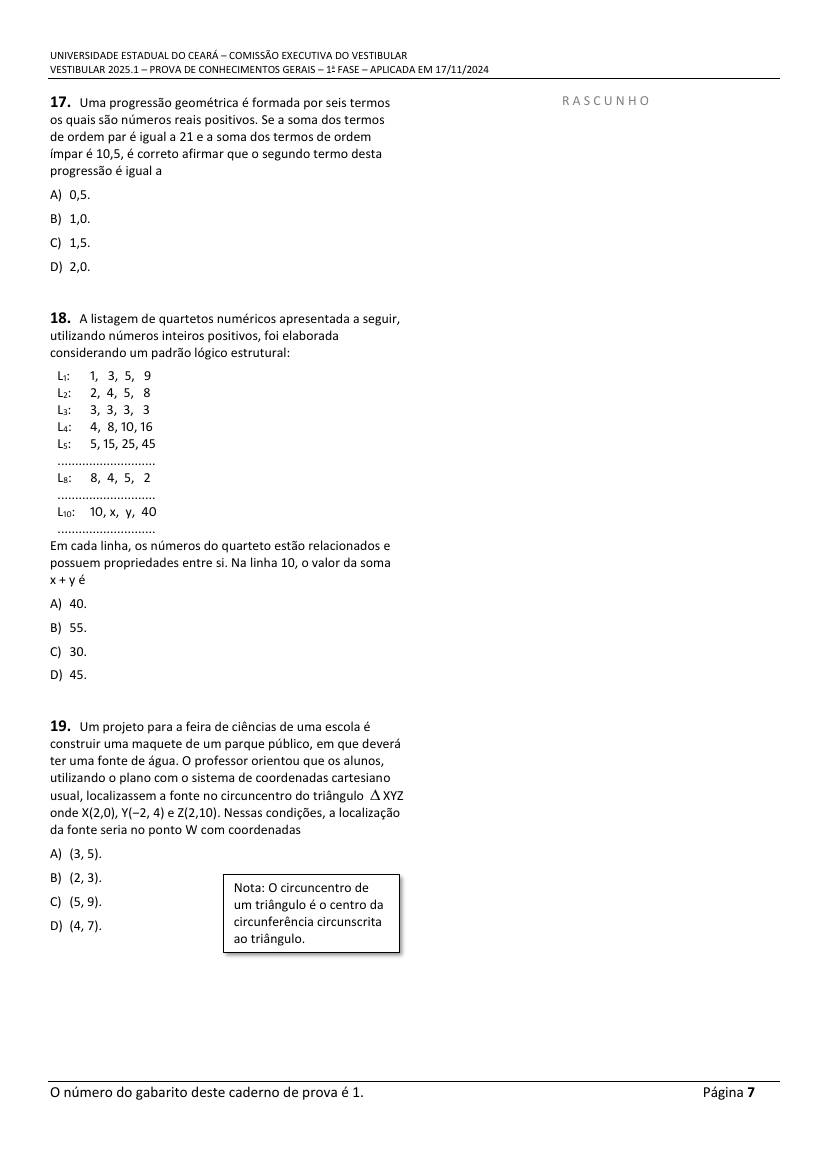 UNIVERSIDADE ESTADUAL DO CEARÁ – COMISSÃO EXECUTIVA DO VESTIBULAR
VESTIBULAR 2025.1 – PROVA DE CONHECIMENTOS GERAIS – 1ª FASE – APLICADA EM 17/11/2024
17. Uma progressão geométrica é formada por seis termos
os quais são números reais positivos. Se a soma dos termos
de ordem par é igual a 21 e a soma dos termos de ordem
ímpar é 10,5, é correto afirmar que o segundo termo desta
progressão é igual a
A) 0,5.
B) 1,0.
C) 1,5.
D) 2,0.
18. A listagem de quartetos numéricos apresentada a seguir,
utilizando números inteiros positivos, foi elaborada
considerando um padrão lógico estrutural:
L₁: 1, 3, 5, 9
L₂: 2, 4, 5, 8
L₃: 3, 3, 3, 3
L₄: 4, 8, 10, 16
L₅: 5, 15, 25, 45
............................
L₈: 8, 4, 5, 2
............................
L₁₀: 10, x, y, 40
............................
Em cada linha, os números do quarteto estão relacionados e
possuem propriedades entre si. Na linha 10, o valor da soma
x + y é
A) 40.
B) 55.
C) 30.
D) 45.
19. Um projeto para a feira de ciências de uma escola é
construir uma maquete de um parque público, em que deverá
ter uma fonte de água. O professor orientou que os alunos,
utilizando o plano com o sistema de coordenadas cartesiano
usual, localizassem a fonte no circuncentro do triângulo Δ XYZ
onde X(2,0), Y(−2, 4) e Z(2,10). Nessas condições, a localização
da fonte seria no ponto W com coordenadas
A) (3, 5).
B) (2, 3).
C) (5, 9).
D) (4, 7).
Nota: O circuncentro de
um triângulo é o centro da
circunferência circunscrita
ao triângulo.
R A S C U N H O
O número do gabarito deste caderno de prova é 1.
Página 7